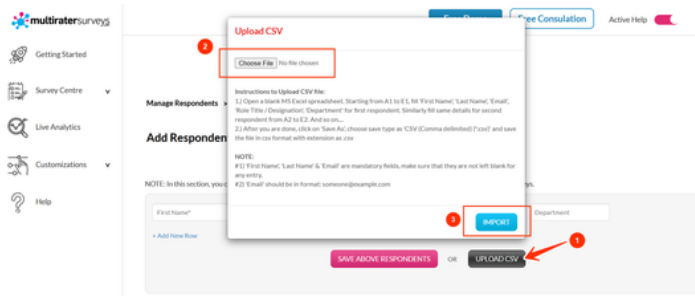 multiratersurveys
Free Consulation
Active Help
Getting Started
Survey Centre
Live Analytics
Customizations
Help
Manage Respondents
Add Responden
NOTE: In this section, you c
ys.
First Name*
Department
+ Add New Row
SAVE ABOVE RESPONDENTS OR UPLOAD CSV
1
Upload CSV
2
Choose File No file chosen
Instructions to Upload CSV file:
1.) Open a blank MS Excel spreadsheet. Starting from A1 to E1, fill 'First Name', 'Last Name', 'Email',
'Role Title / Designation', 'Department' for first respondent. Similarly fill same details for second
respondent from A2 to E2. And so on....
2.) After you are done, click on 'Save As', choose save type as 'CSV (Comma delimited) (*.csv)' and save
the file in csv format with extension as .csv
NOTE:
#1) 'First Name', 'Last Name' & 'Email' are mandatory fields, make sure that they are not left blank for
any entry.
#2) 'Email' should be in format: someone@example.com
3
IMPORT